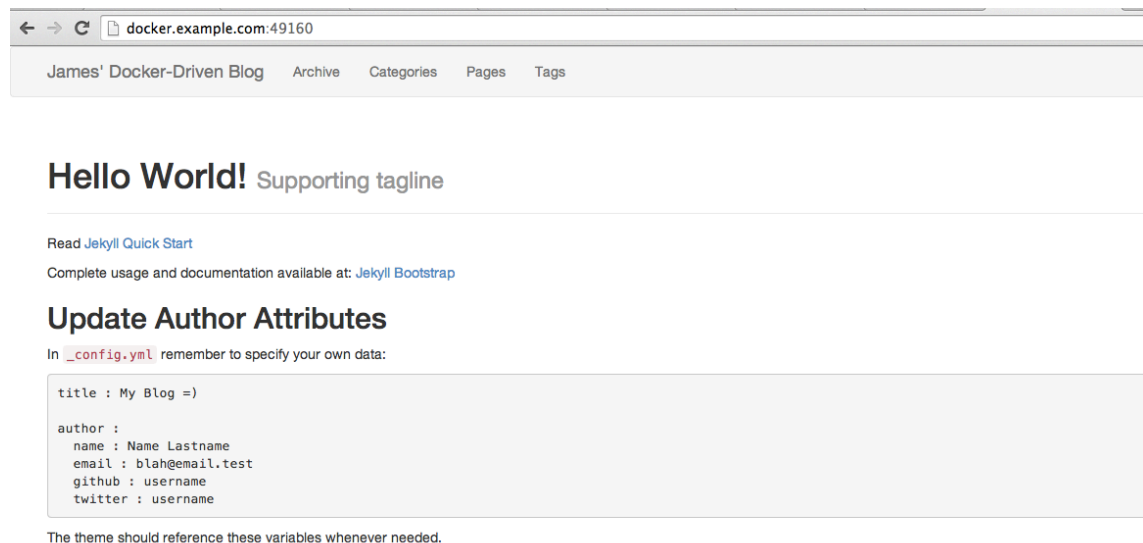 docker.example.com:49160
James' Docker-Driven Blog Archive Categories Pages Tags
Hello World! Supporting tagline
Read Jekyll Quick Start
Complete usage and documentation available at: Jekyll Bootstrap
Update Author Attributes
In _config.yml remember to specify your own data:
title : My Blog =)
author :
name : Name Lastname
email : blah@email.test
github : username
twitter : username
The theme should reference these variables whenever needed.